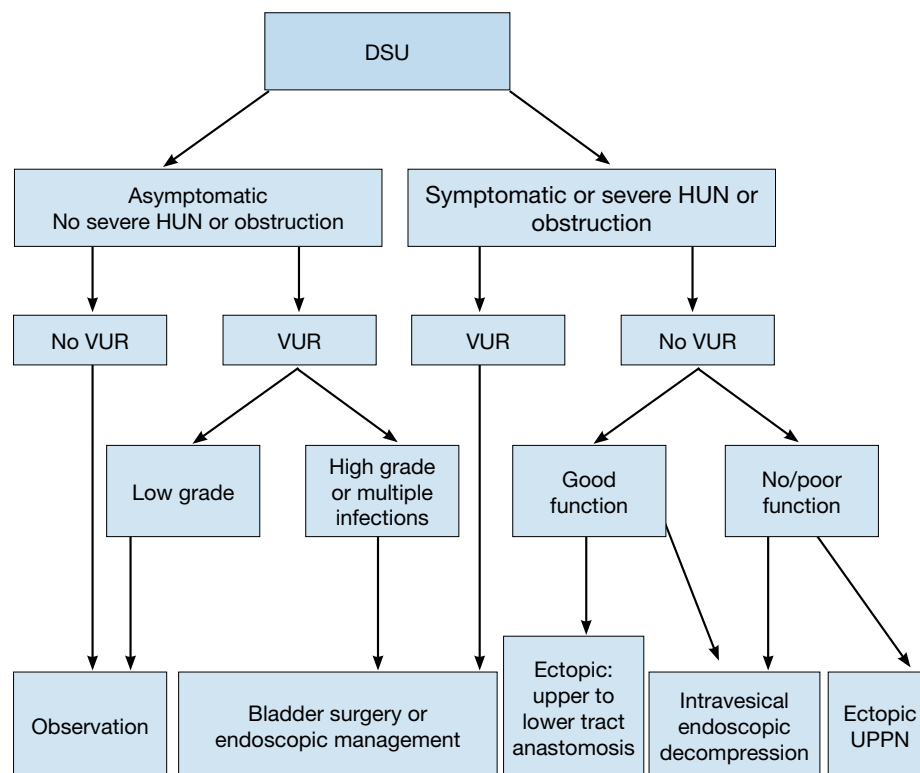 DSU
Asymptomatic
No severe HUN or obstruction
Symptomatic or severe HUN or
obstruction
No VUR
VUR
VUR
No VUR
Low grade
High grade
or multiple
infections
Good
function
No/poor
function
Observation
Bladder surgery or
endoscopic management
Ectopic:
upper to
lower tract
anastomosis
Intravesical
endoscopic
decompression
Ectopic
UPPN